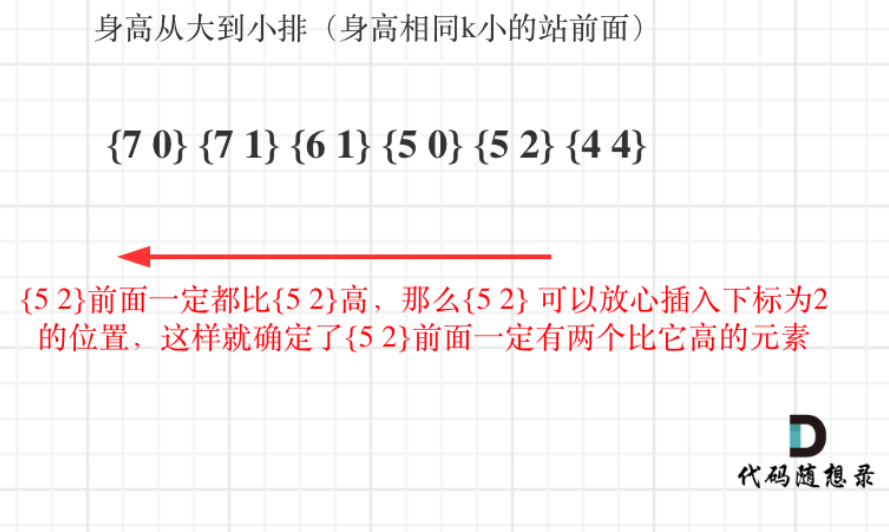 身高从大到小排（身高相同k小的站前面）
{7 0} {7 1} {6 1} {5 0} {5 2} {4 4}
{5 2}前面一定都比{5 2}高，那么{5 2} 可以放心插入下标为2
的位置，这样就确定了{5 2}前面一定有两个比它高的元素
代码随想录